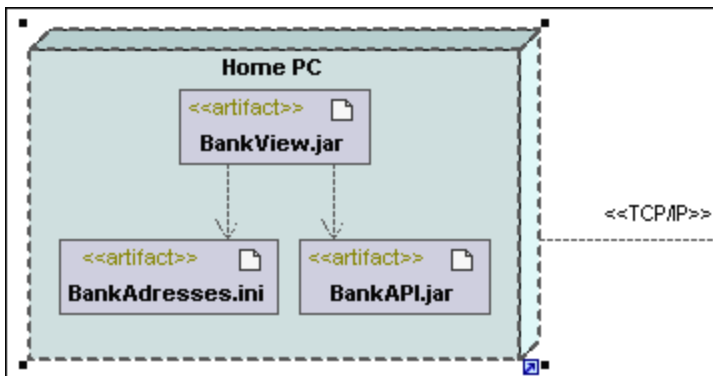 Home PC
<<artifact>>
BankView.jar
<<TCP/IP>>
<<artifact>>
BankAdresses.ini
<<artifact>>
BankAPI.jar